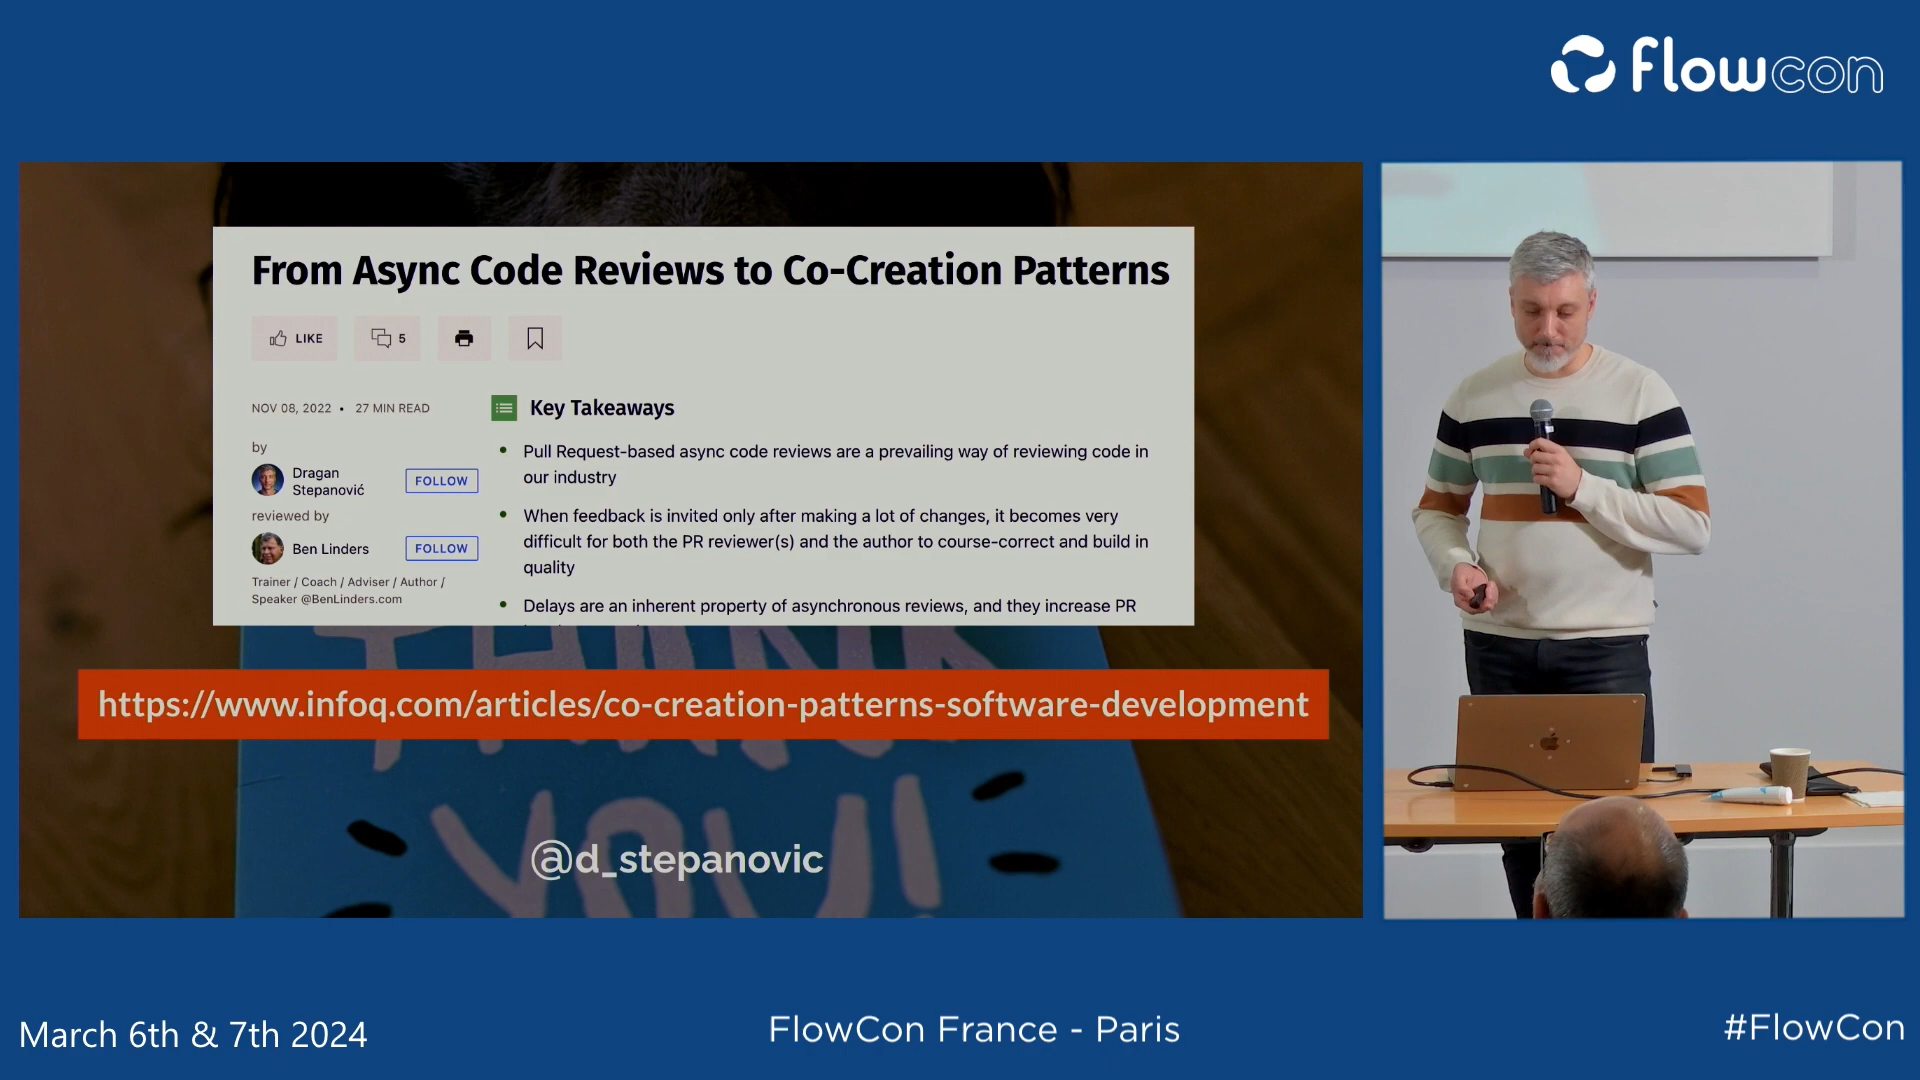 flowcon
From Async Code Reviews to Co-Creation Patterns
LIKE
5
NOV 08, 2022 • 27 MIN READ
by
Dragan
Stepanović
FOLLOW
reviewed by
Ben Linders
FOLLOW
Trainer / Coach / Adviser / Author /
Speaker @BenLinders.com
Key Takeaways
• Pull Request-based async code reviews are a prevailing way of reviewing code in
our industry
• When feedback is invited only after making a lot of changes, it becomes very
difficult for both the PR reviewer(s) and the author to course-correct and build in
quality
• Delays are an inherent property of asynchronous reviews, and they increase PR
THANK
https://www.infoq.com/articles/co-creation-patterns-software-development
YOU!
@d_stepanovic
March 6th & 7th 2024
FlowCon France - Paris
#FlowCon